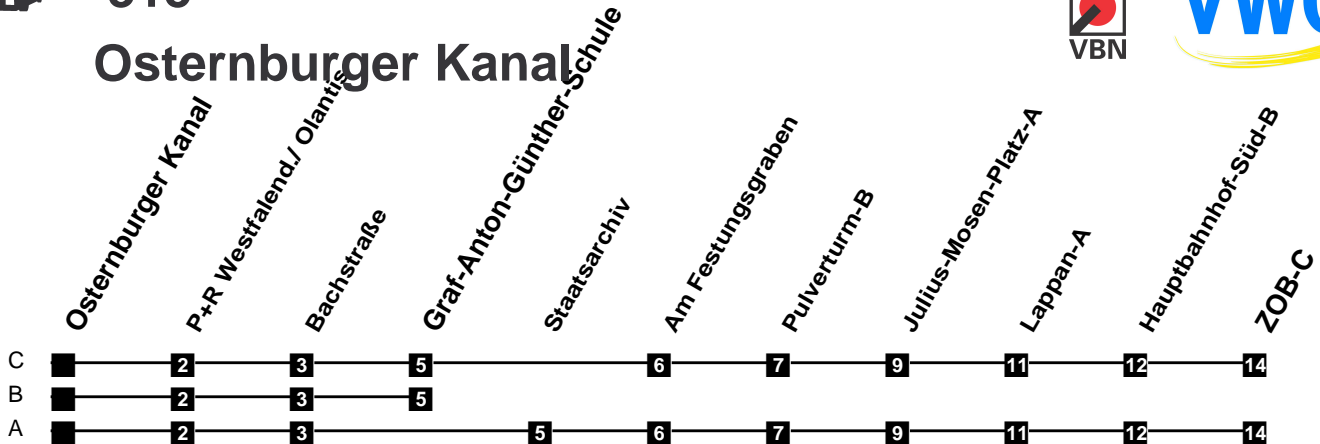 Osternburger Kanal
VBN
Osternburger Kanal
P+R Westfalend./ Olantis
Bachstraße
Graf-Anton-Günther-Schule
Staatsarchiv
Am Festungsgraben
Pulverturm-B
Julius-Mosen-Platz-A
Lappan-A
Hauptbahnhof-Süd-B
ZOB-C
C 2 3 5 6 7 9 11 12 14
B 2 3 5
A 2 3 5 6 7 9 11 12 14